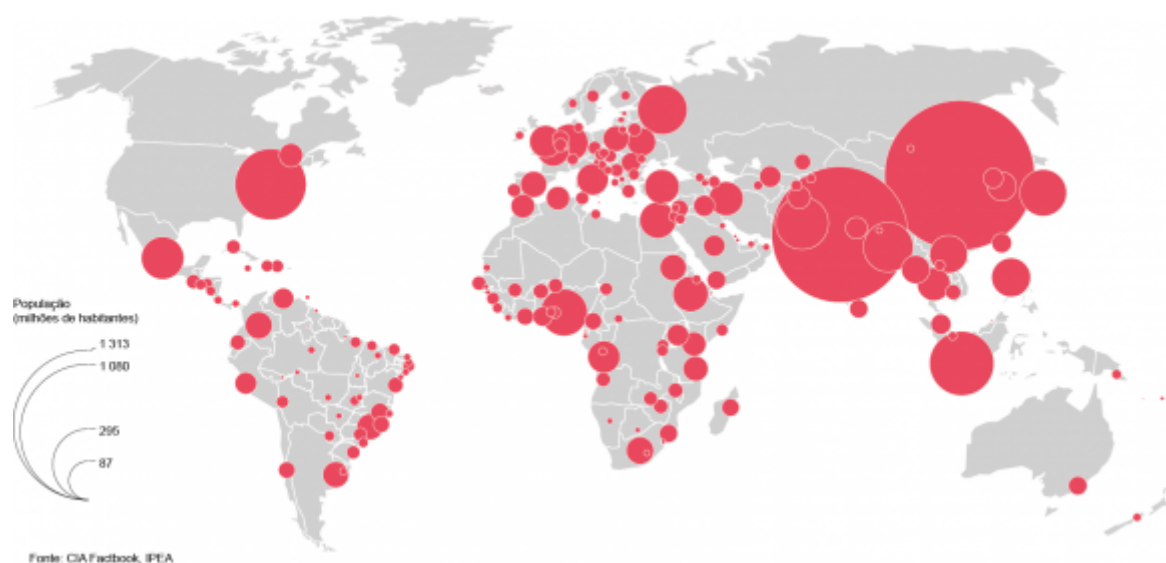 População
(milhões de habitantes)
1 313
1 080
295
87
Fonte: CIA Factbook, IPEA